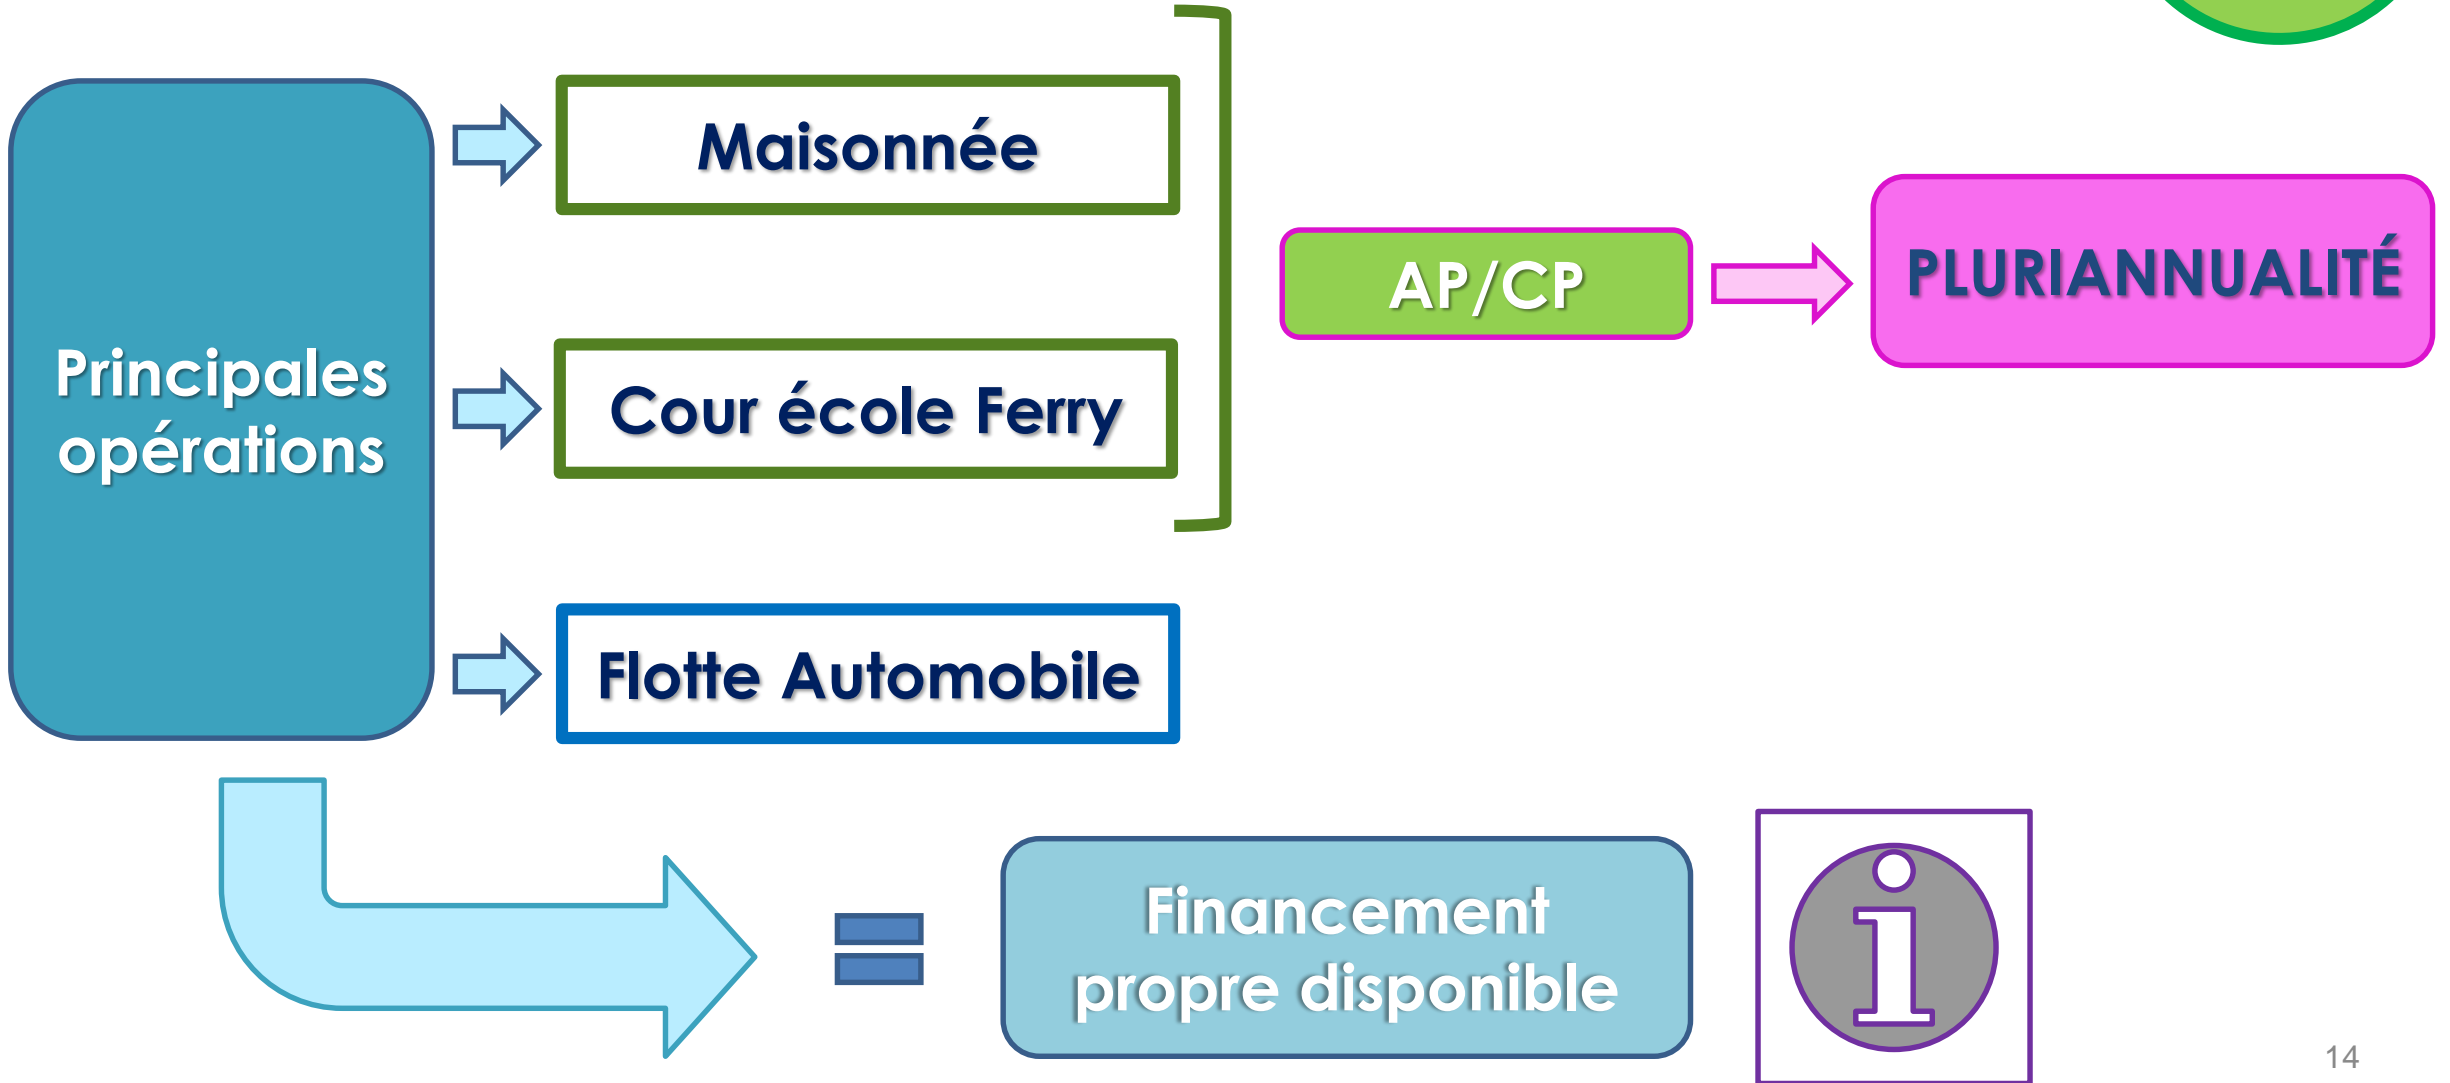 Maisonnée
AP/CP
PLURIANNUALITÉ
Principales
opérations
Cour école Ferry
Flotte Automobile
Financement
propre disponible
i
14